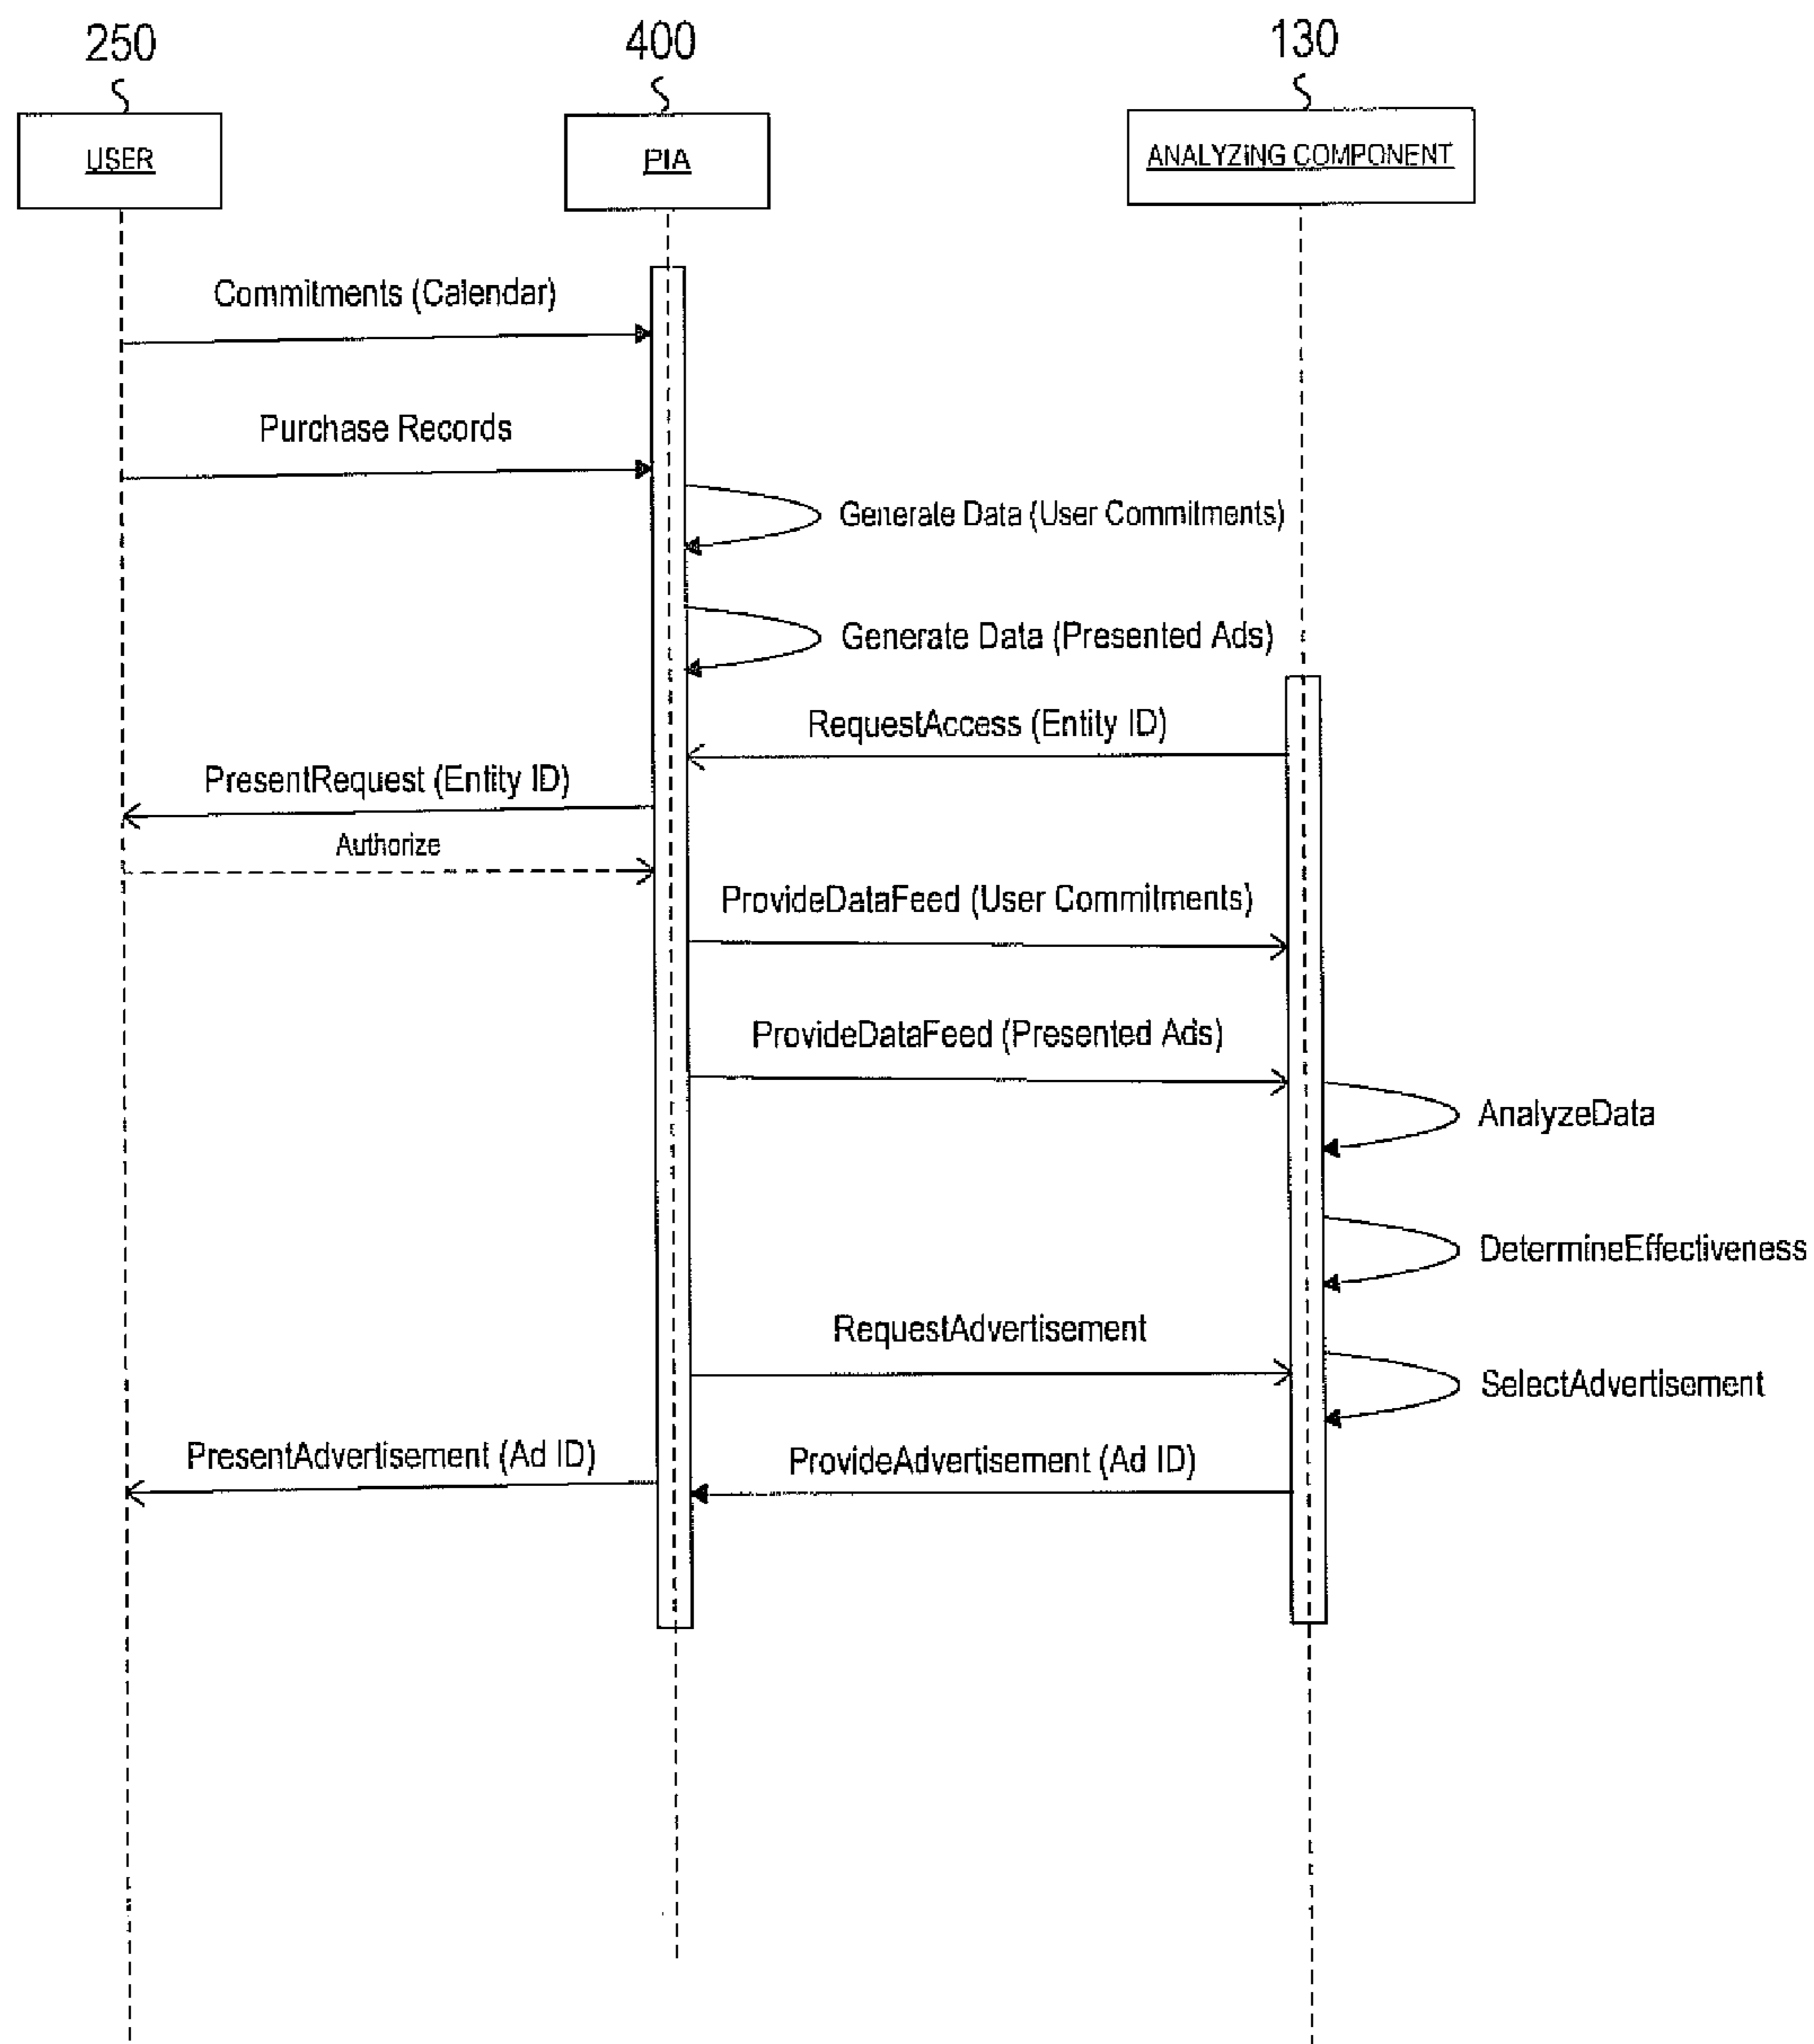 250
400
130
USER
PIA
ANALYZING COMPONENT
Commitments (Calendar)
Purchase Records
Generate Data (User Commitments)
Generate Data (Presented Ads)
RequestAccess (Entity ID)
PresentRequest (Entity ID)
Authorize
ProvideDataFeed (User Commitments)
ProvideDataFeed (Presented Ads)
AnalyzeData
DetermineEffectiveness
RequestAdvertisement
SelectAdvertisement
PresentAdvertisement (Ad ID)
ProvideAdvertisement (Ad ID)